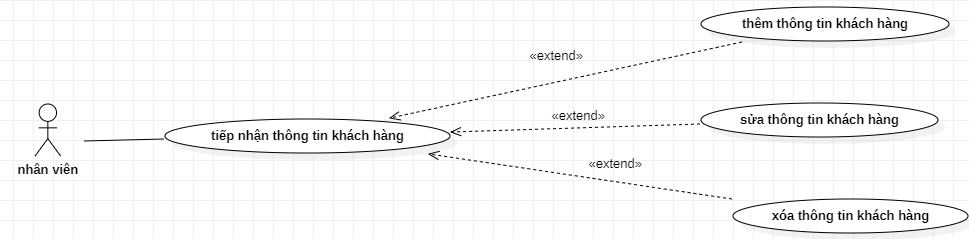 thêm thông tin khách hàng
«extend»
«extend»
sửa thông tin khách hàng
tiếp nhận thông tin khách hàng
«extend»
nhân viên
xóa thông tin khách hàng